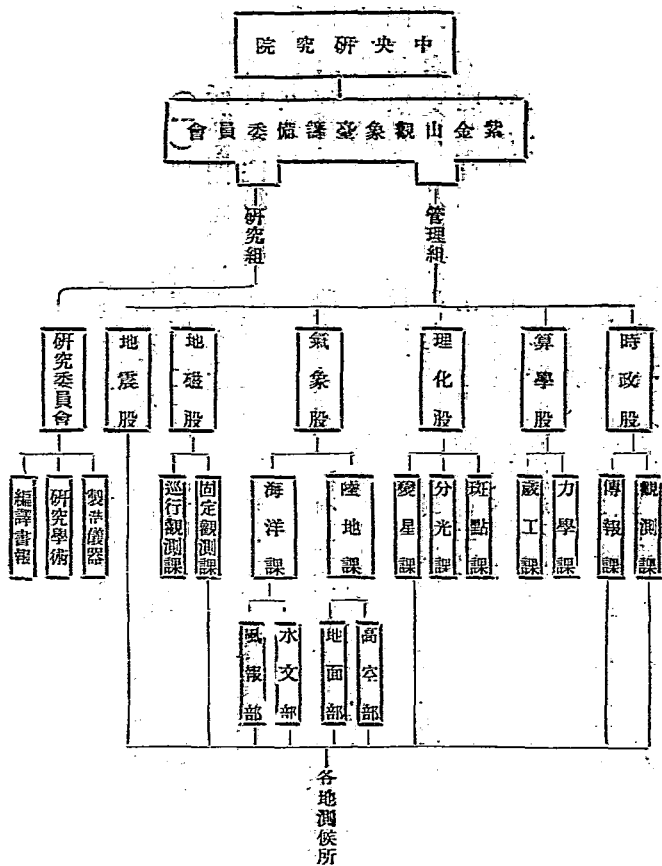 中央研究院
紫金山觀象臺籌備委員會
管理組
研究組
時政股
算學股
理化股
氣象股
地磁股
地震股
研究委員會
觀測課
傳報課
力學課
歲工課
斑點課
分光課
變星課
陸地課
海洋課
固定觀測課
巡行觀測課
製造儀器
研究學術
編譯書報
高空部
地面部
水文部
風報部
各地測候所